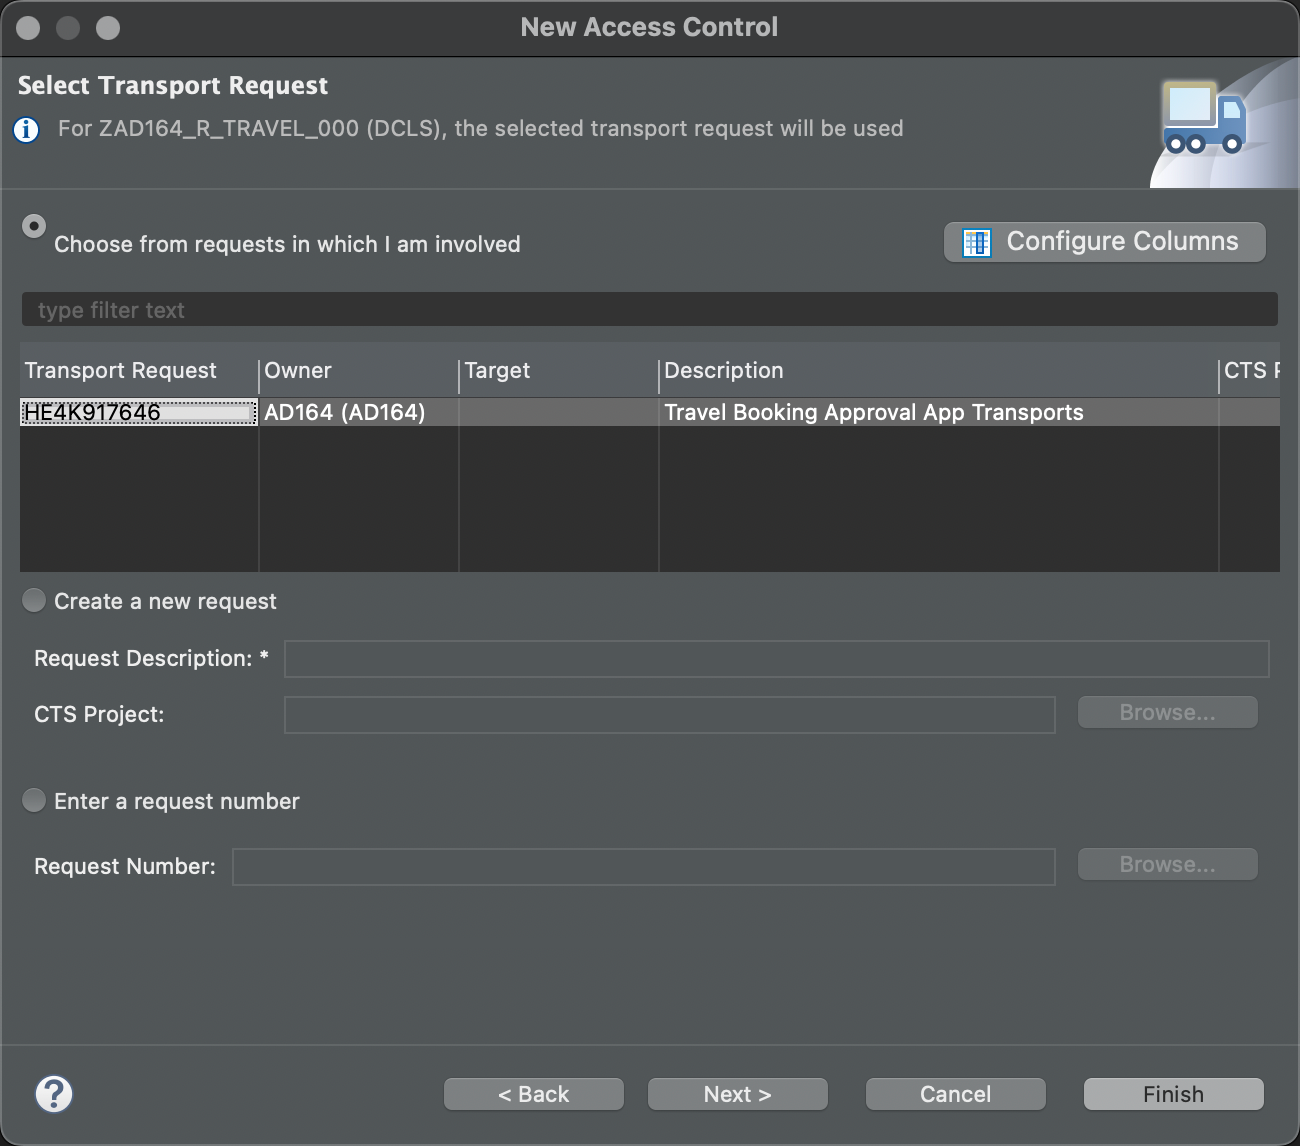 New Access Control
Select Transport Request
For ZAD164_R_TRAVEL_000 (DCLS), the selected transport request will be used
Choose from requests in which I am involved
Configure Columns
type filter text
Transport Request Owner Target Description CTS P
HE4K917646 AD164 (AD164) Travel Booking Approval App Transports
Create a new request
Request Description: *
CTS Project:
Browse...
Enter a request number
Request Number:
Browse...
?
< Back Next > Cancel Finish